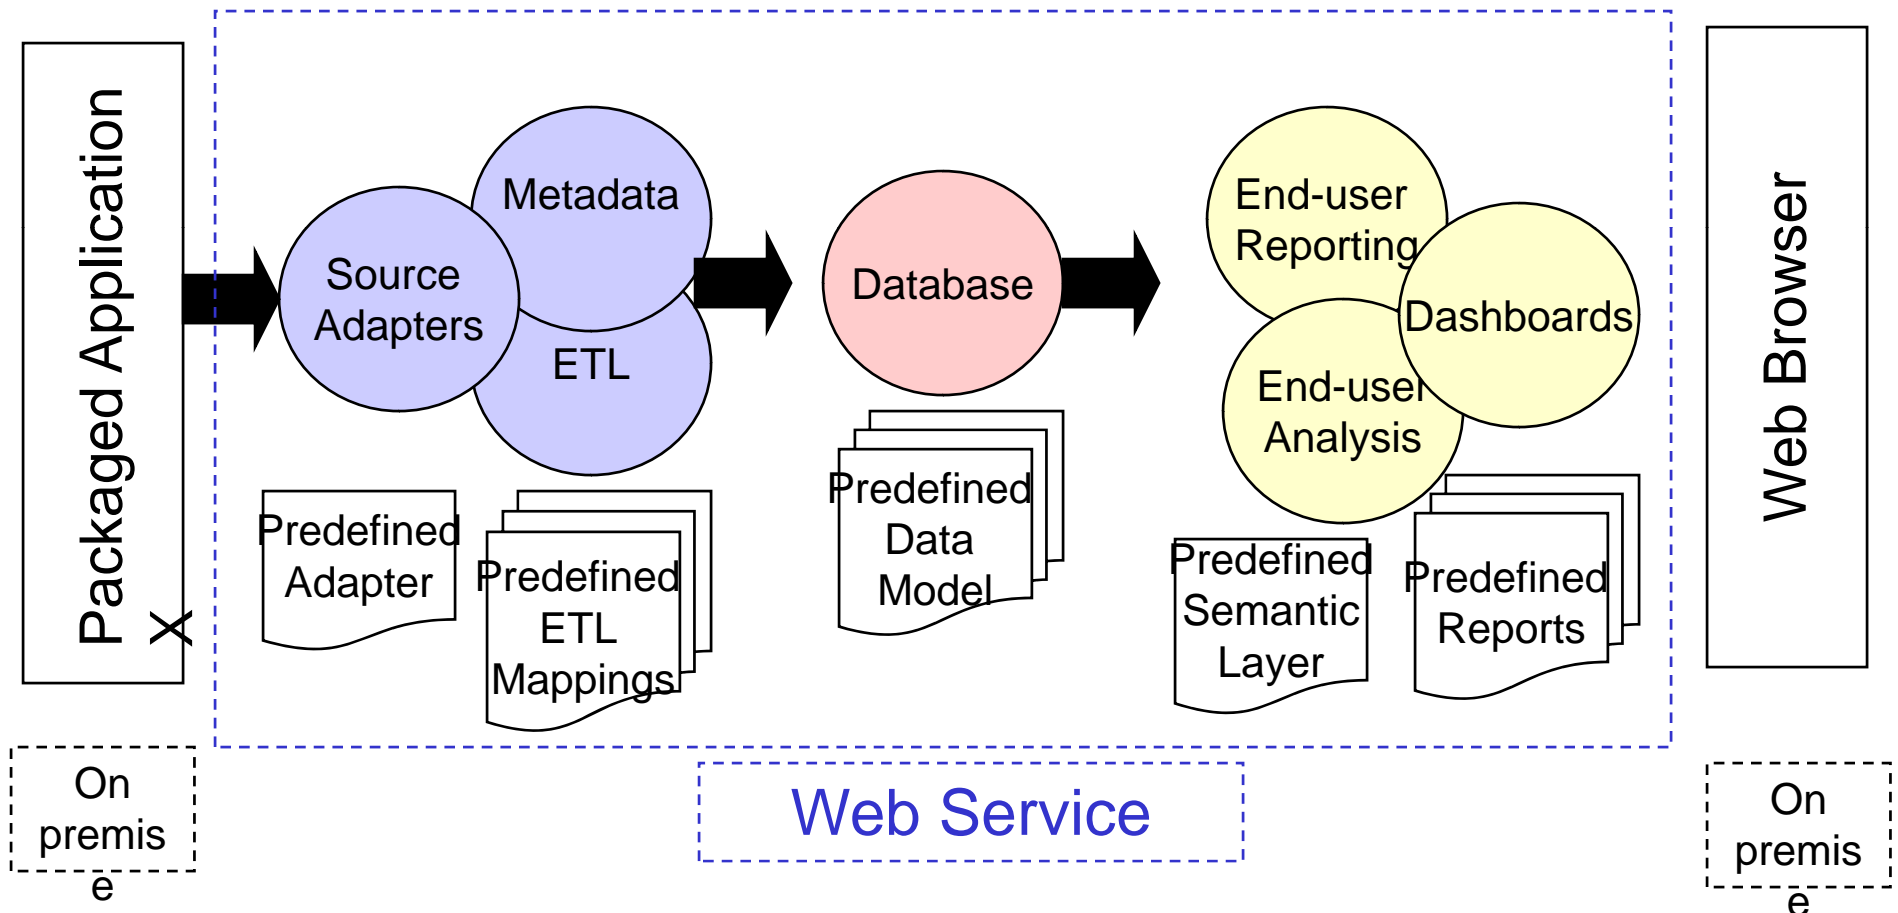 Packaged Application
X
Metadata
Source
Adapters
ETL
Database
End-user
Reporting
Dashboards
End-user
Analysis
Web Browser
Predefined
Adapter
Predefined
ETL
Mappings
Predefined
Data
Model
Predefined
Semantic
Layer
Predefined
Reports
On
premis
e
Web Service
On
premis
e